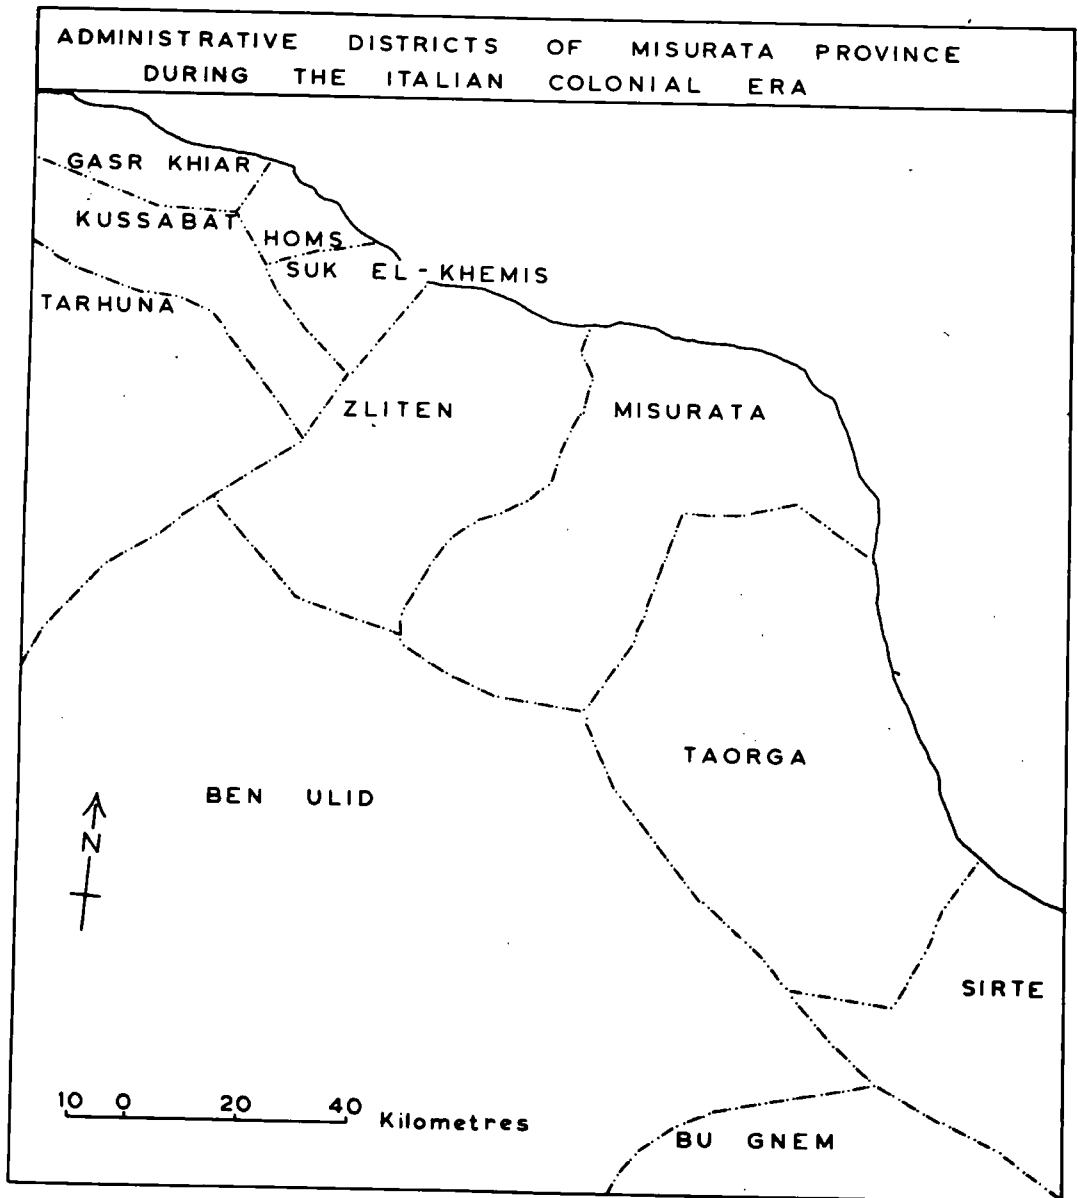 ADMINISTRATIVE DISTRICTS OF MISURATA PROVINCE
DURING THE ITALIAN COLONIAL ERA
GASR KHIAR
KUSSABAT
HOMS
SUK EL-KHEMIS
TARHUNA
ZLITEN
MISURATA
TAORGA
BEN ULID
N
SIRTE
10 0 20 40 Kilometres
BU GNEM